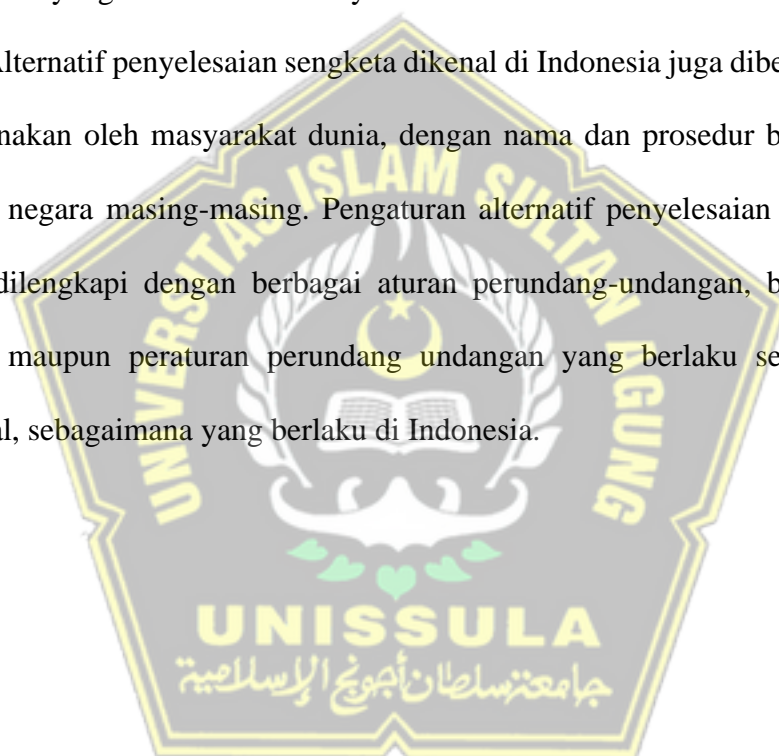 Alternatif penyelesaian sengketa dikenal di Indonesia juga dibe
nakan oleh masyarakat dunia, dengan nama dan prosedur b
negara masing-masing. Pengaturan alternatif penyelesaian
dilengkapi dengan berbagai aturan perundang-undangan, b
maupun peraturan perundang undangan yang berlaku se
al, sebagaimana yang berlaku di Indonesia.
UNIVERSITAS ISLAM SULTAN AGUNG
UNISSULA
جامعة سلطان أجونج الإسلامية